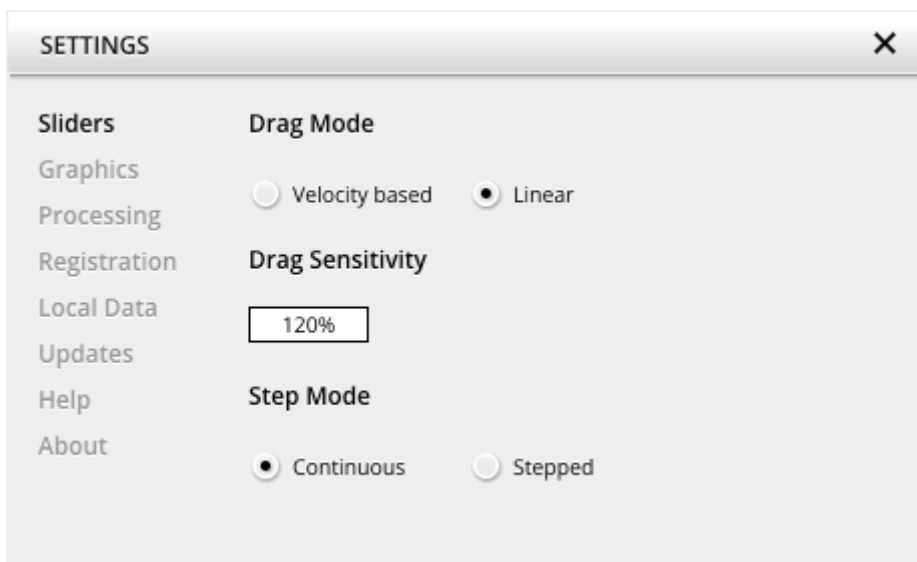 SETTINGS
Sliders
Graphics
Processing
Registration
Local Data
Updates
Help
About
Drag Mode
Velocity based
Linear
Drag Sensitivity
120%
Step Mode
Continuous
Stepped